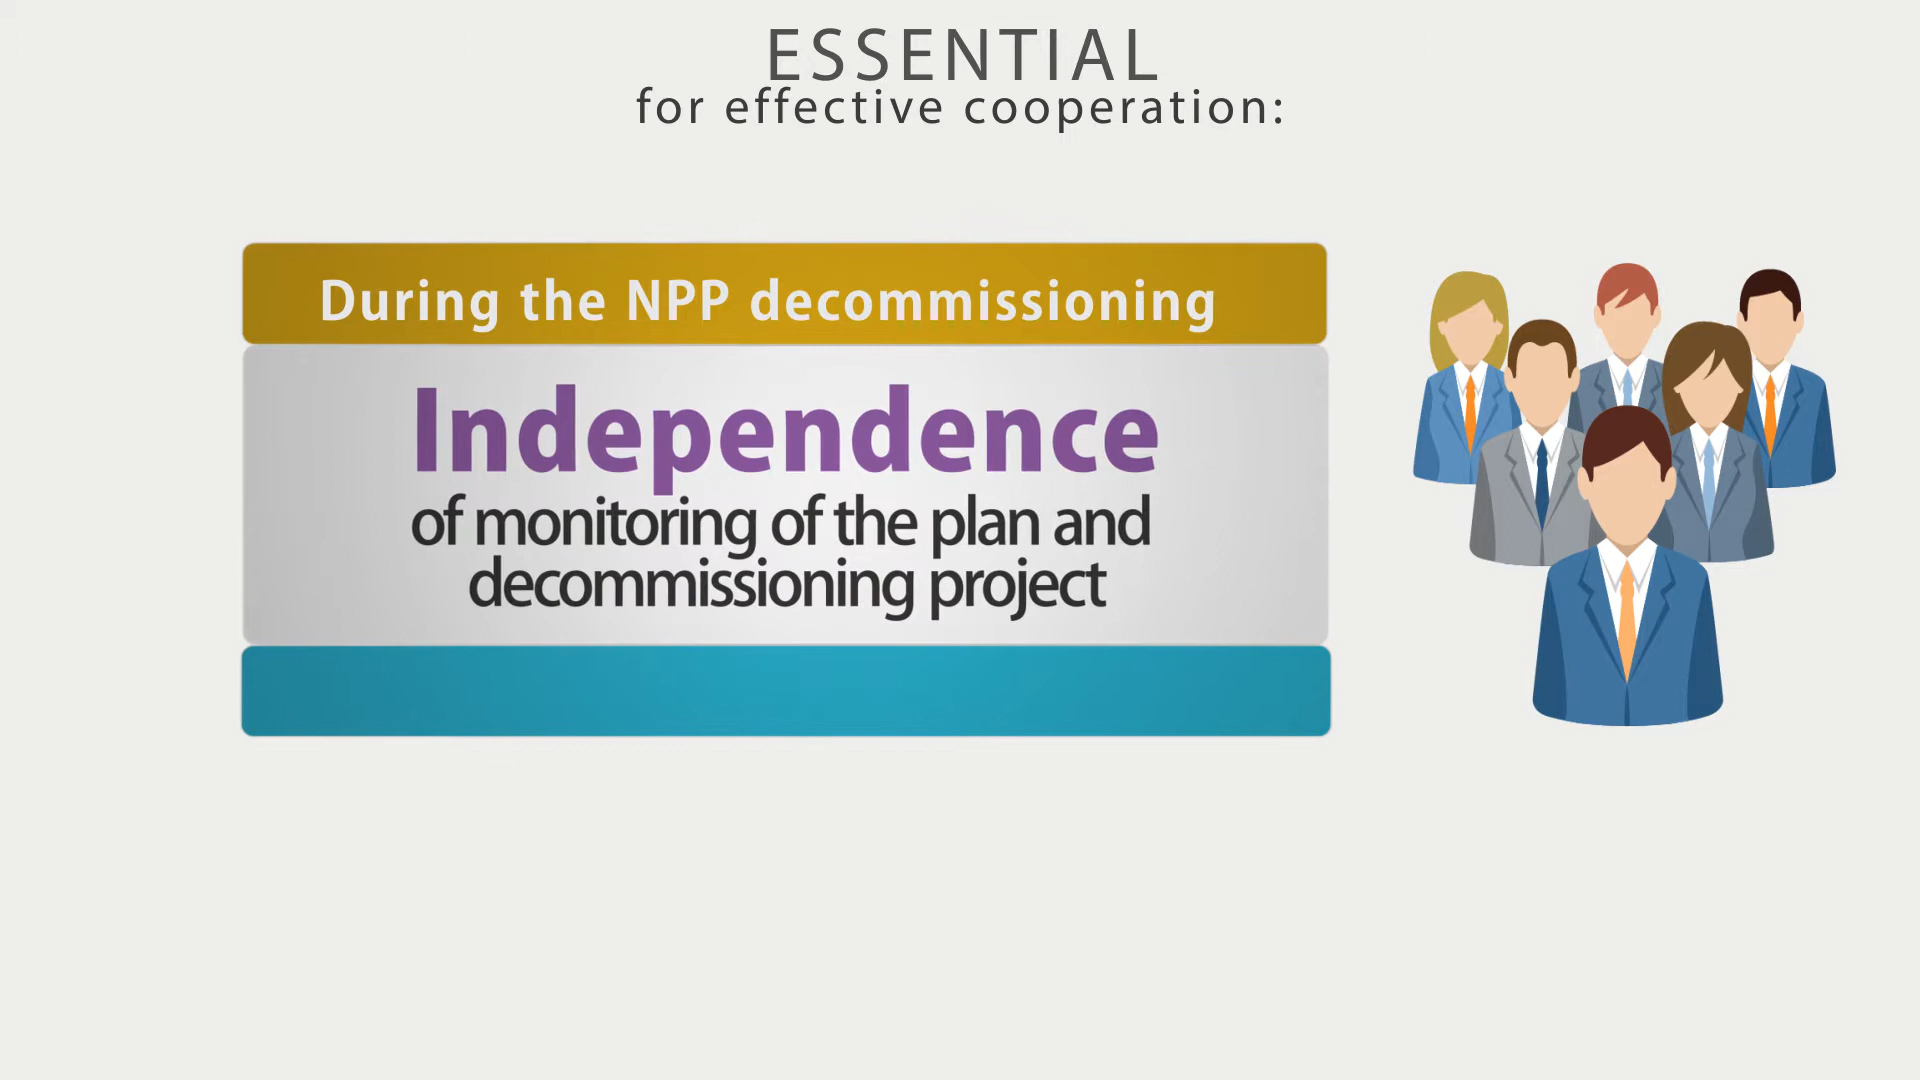 ESSENTIAL
for effective cooperation:
During the NPP decommissioning
Independence
of monitoring of the plan and
decommissioning project